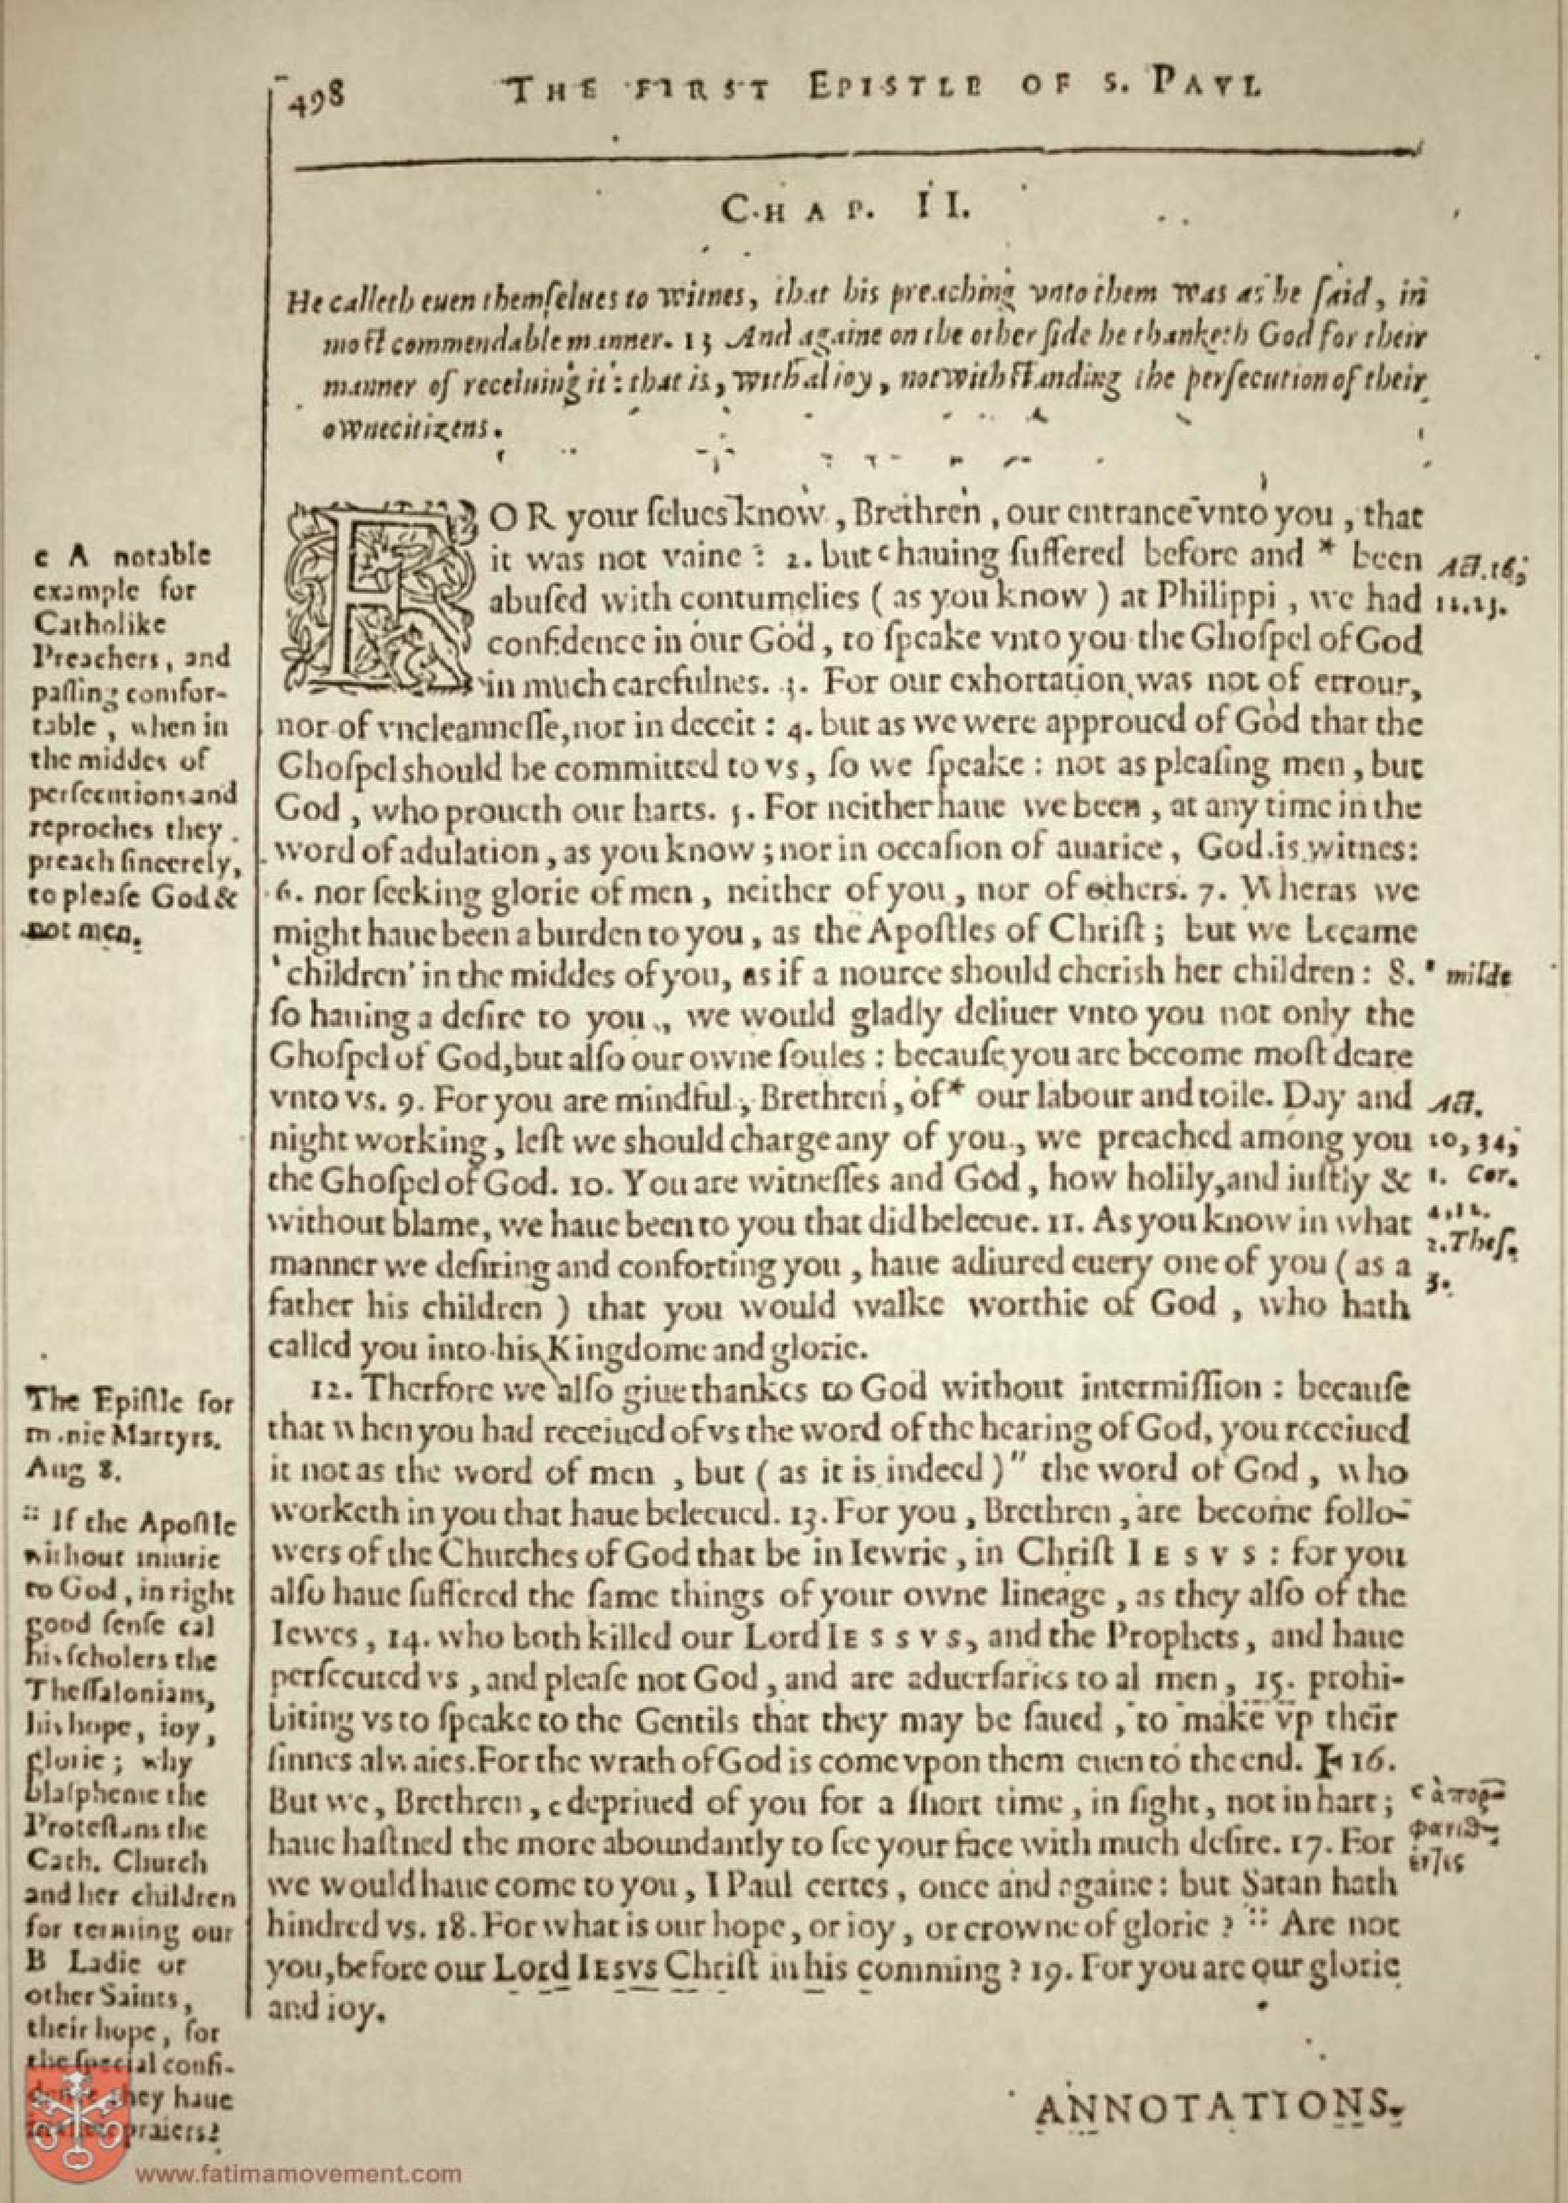 498 THE FIRST EPISTLE OF S. PAVL
CHAP. II.
He calleth euen themſelues to witnes, that his preaching vnto them was as he ſaid, in
moſt commendable manner. 13 And againe on the other ſide he thanketh God for their
manner of receiuing it: that is, with al ioy, notwithſtanding the perſecution of their
owne citizens.
FOR your ſelues know, Brethren, our entrance vnto you, that
it was not vaine: 2. but c hauing ſuffered before and * been
abuſed with contumelies (as you know) at Philippi, we had
confidence in our God, to ſpeake vnto you the Ghoſpel of God
in much carefulnes. 3. For our exhortation was not of errour,
nor of vncleanneſſe, nor in deceit: 4. but as we were approued of God that the
Ghoſpel should be committed to vs, ſo we ſpeake: not as pleaſing men, but
God, who proueth our harts. 5. For neither haue we been, at any time in the
word of adulation, as you know; nor in occaſion of auarice, God is witnes:
6. nor ſeeking glorie of men, neither of you, nor of others. 7. Wheras we
might haue been a burden to you, as the Apoſtles of Chriſt; but we became
'children' in the middes of you, as if a nource should cherish her children: 8.
ſo hauing a deſire to you, we would gladly deliuer vnto you not only the
Ghoſpel of God, but alſo our owne ſoules: becauſe you are become moſt deare
vnto vs. 9. For you are mindful, Brethren, of * our labour and toile. Day and
night working, leſt we should charge any of you, we preached among you
the Ghoſpel of God. 10. You are witneſſes and God, how holily, and iuſtly &
without blame, we haue been to you that did beleeue. 11. As you know in what
manner we deſiring and conforting you, haue adiured euery one of you (as a
father his children) that you would walke worthie of God, who hath
called you into his Kingdome and glorie.
12. Therfore we alſo giue thankes to God without intermiſſion: becauſe
that when you had receiued of vs the word of the hearing of God, you receiued
it not as the word of men, but (as it is indeed)" the word of God, who
worketh in you that haue beleeued. 13. For you, Brethren, are become follo-
wers of the Churches of God that be in Iewrie, in Chriſt IESVS: for you
alſo haue ſuffered the ſame things of your owne lineage, as they alſo of the
Iewes, 14. who both killed our Lord IESSVS, and the Prophets, and haue
perſecuted vs, and pleaſe not God, and are aduerſaries to al men, 15. prohi-
biting vs to ſpeake to the Gentils that they may be ſaued, to make vp their
ſinnes alwaies. For the wrath of God is come vpon them euen to the end. 16.
But we, Brethren, c depriued of you for a ſhort time, in ſight, not in hart;
haue haſtned the more aboundantly to ſee your face with much deſire. 17. For
we would haue come to you, I Paul certes, once and againe: but Satan hath
hindred vs. 18. For what is our hope, or ioy, or crowne of glorie? :: Are not
you, before our Lord IESVS Chriſt in his comming? 19. For you are our glorie
and ioy.
ANNOTATIONS.
c A notable
example for
Catholike
Preachers, and
paſſing comfor-
table, when in
the middes of
perſecutions and
reproches they
preach ſincerely,
to pleaſe God &
not men.
The Epiſtle for
manie Martyrs.
Aug 8.
:: If the Apoſtle
without iniurie
to God, in right
good ſenſe cal
his ſcholers the
Theſſalonians,
his hope, ioy,
glorie; why
blaſpheme the
Proteſtans the
Cath. Church
and her children
for terming our
B Ladie or
other Saints,
their hope, for
the ſpecial confi-
dence they haue
praiers?
Act. 16,
12.23.
' milde
Act.
20, 34,
1. Cor.
4,12.
2. Theſ.
3.
www.fatimamovement.com